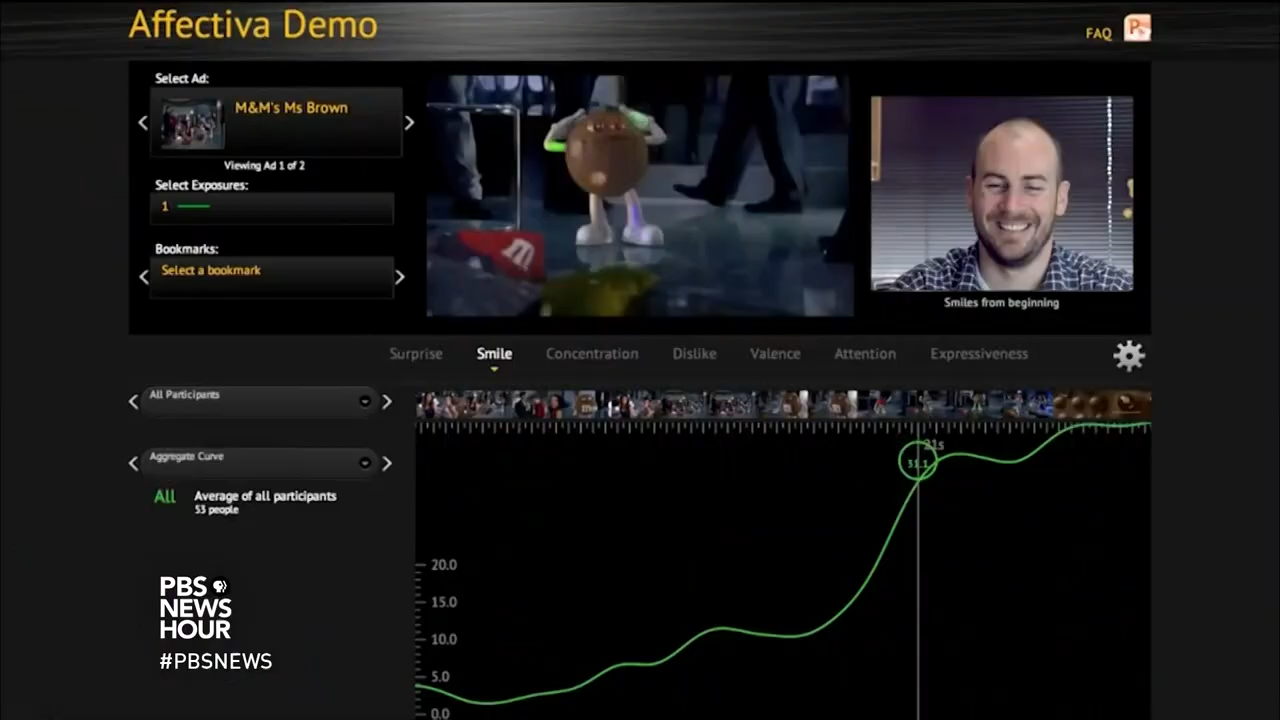 Affectiva Demo
FAQ
Select Ad:
M&M's Ms Brown
Viewing Ad 1 of 2
Select Exposures:
1
Bookmarks:
Select a bookmark
Smiles from beginning
Surprise
Smile
Concentration
Dislike
Valence
Attention
Expressiveness
All Participants
Aggregate Curve
All
Average of all participants
53 people
21s
31.1
20.0
15.0
10.0
5.0
0.0
m
P
PBS
NEWS
HOUR
#PBSNEWS